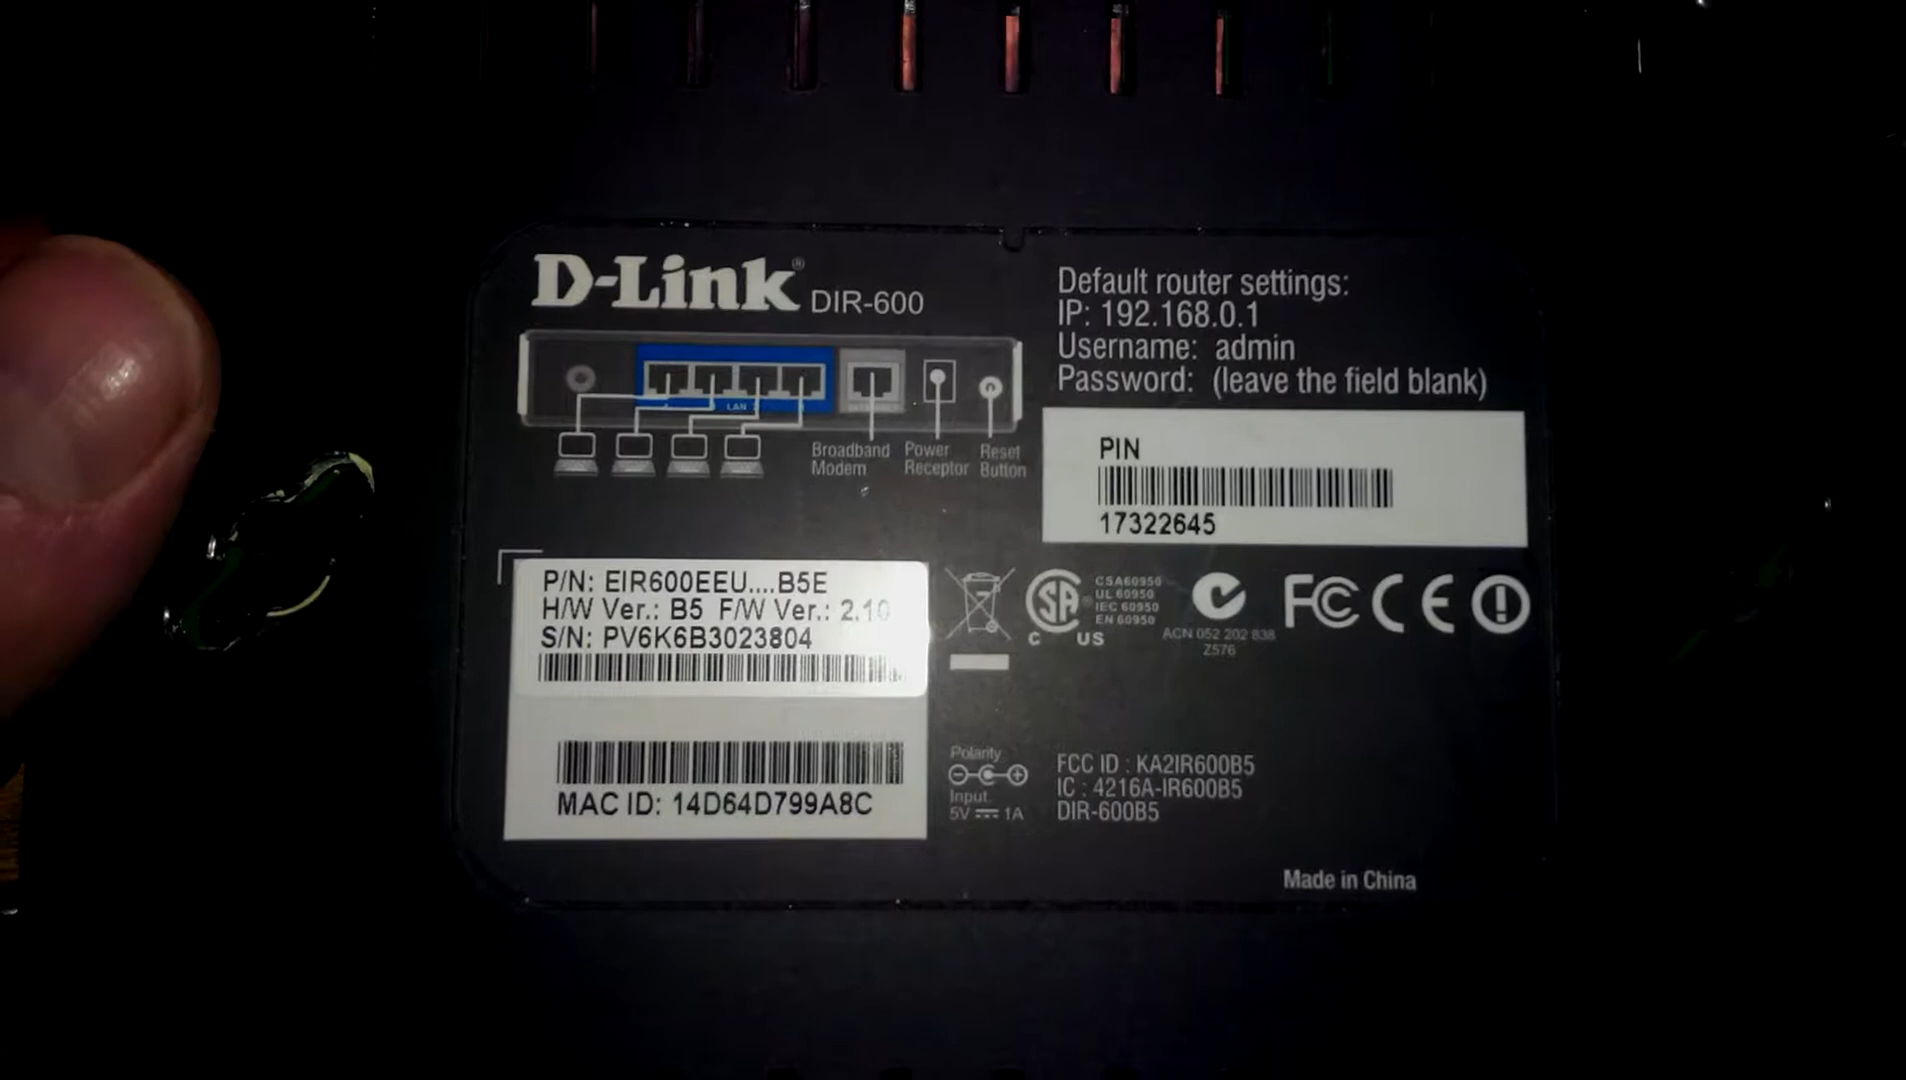 D-Link® DIR-600
LAN
Broadband Modem
Power Receptor
Reset Button
Default router settings:
IP: 192.168.0.1
Username: admin
Password: (leave the field blank)
PIN
17322645
P/N: EIR600EEU....B5E
H/W Ver.: B5 F/W Ver.: 2.10
S/N: PV6K6B3023804
MAC ID: 14D64D799A8C
SA
C US
CSA60950
UL 60950
IEC 60950
EN 60950
ACN 052 202 838
Z576
FC CE
Polarity
Input
5V 1A
FCC ID : KA2IR600B5
IC : 4216A-IR600B5
DIR-600B5
Made in China